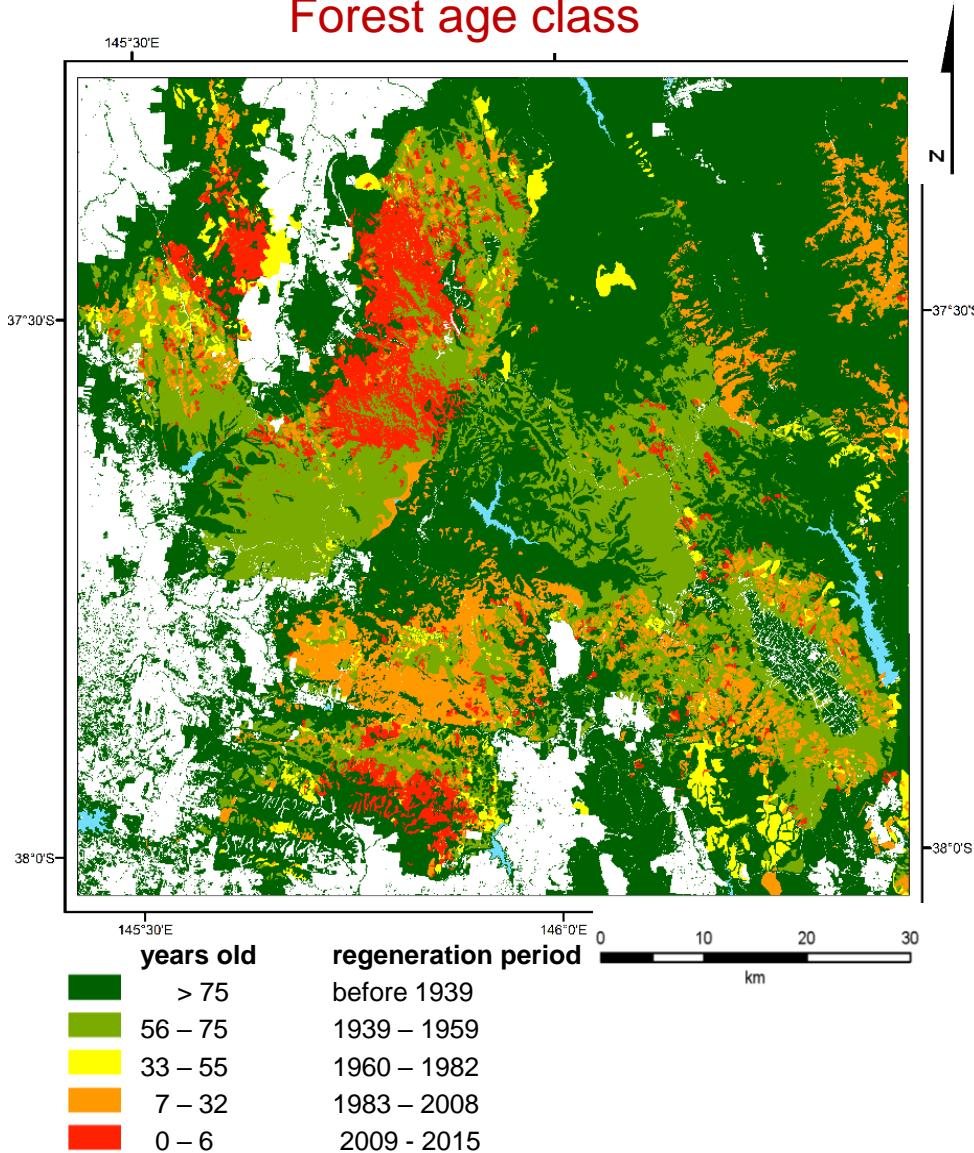 Forest age class
145°30'E
N
37°30'S
37°30'S
38°0'S
38°0'S
145°30'E
146°0'E
0 10 20 30
km
years old regeneration period
> 75 before 1939
56 – 75 1939 – 1959
33 – 55 1960 – 1982
7 – 32 1983 – 2008
0 – 6 2009 - 2015